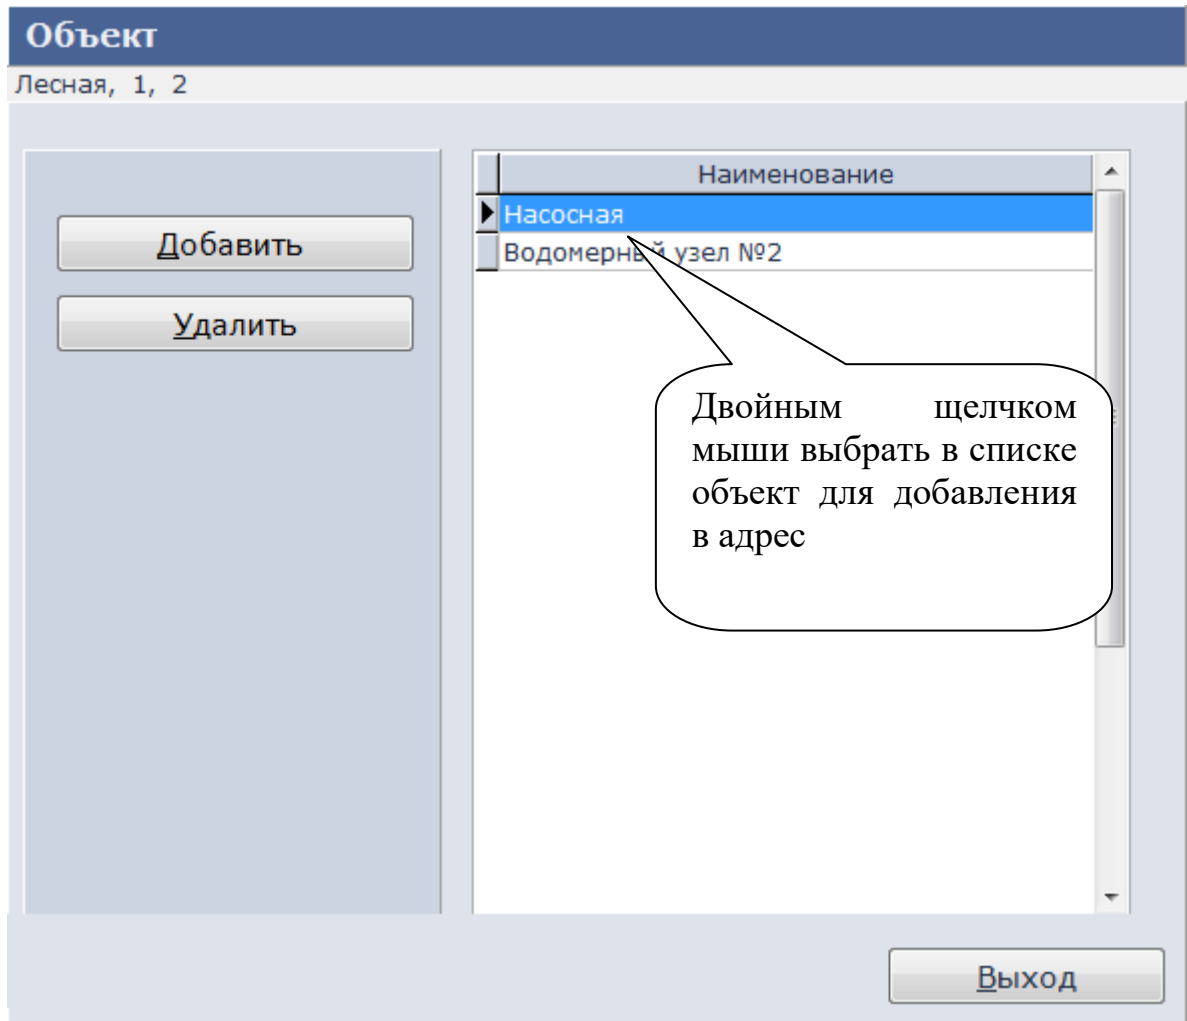 Объект
Лесная, 1, 2
Наименование
Насосная
Добавить
Водомерный узел №2
Удалить
Двойным щелчком
мыши выбрать в списке
объект для добавления
в адрес
Выход